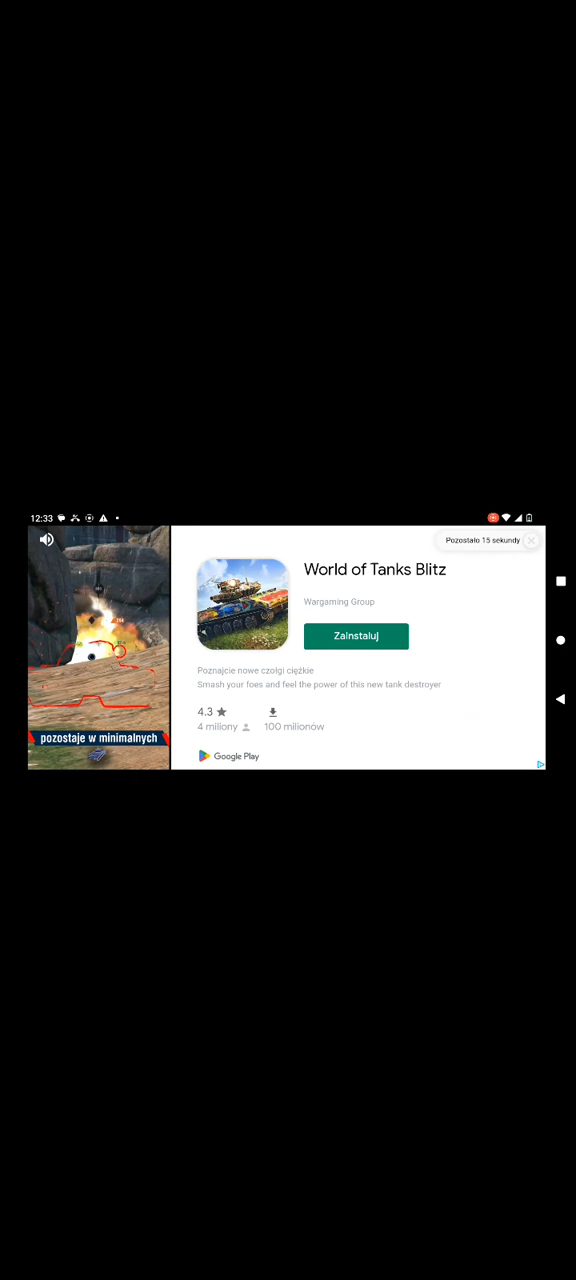 12:33
Pozostało 15 sekundy
World of Tanks Blitz
Wargaming Group
Zainstaluj
Poznajcie nowe czołgi ciężkie
Smash your foes and feel the power of this new tank destroyer
4.3
4 miliony
100 milionów
Google Play
pozostaje w minimalnych